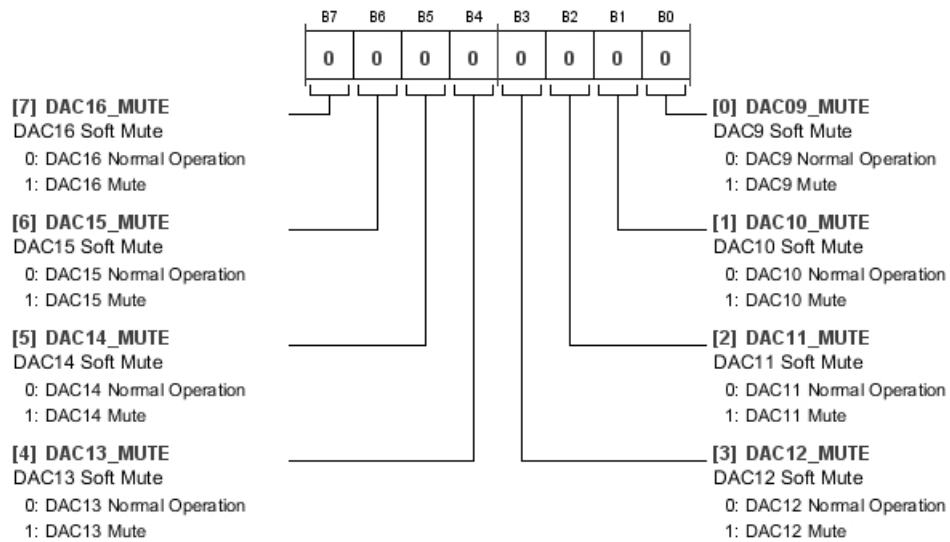 B7 B6 B5 B4 B3 B2 B1 B0
0 0 0 0 0 0 0 0
[7] DAC16_MUTE
DAC16 Soft Mute
0: DAC16 Normal Operation
1: DAC16 Mute
[6] DAC15_MUTE
DAC15 Soft Mute
0: DAC15 Normal Operation
1: DAC15 Mute
[5] DAC14_MUTE
DAC14 Soft Mute
0: DAC14 Normal Operation
1: DAC14 Mute
[4] DAC13_MUTE
DAC13 Soft Mute
0: DAC13 Normal Operation
1: DAC13 Mute
[0] DAC09_MUTE
DAC9 Soft Mute
0: DAC9 Normal Operation
1: DAC9 Mute
[1] DAC10_MUTE
DAC10 Soft Mute
0: DAC10 Normal Operation
1: DAC10 Mute
[2] DAC11_MUTE
DAC11 Soft Mute
0: DAC11 Normal Operation
1: DAC11 Mute
[3] DAC12_MUTE
DAC12 Soft Mute
0: DAC12 Normal Operation
1: DAC12 Mute